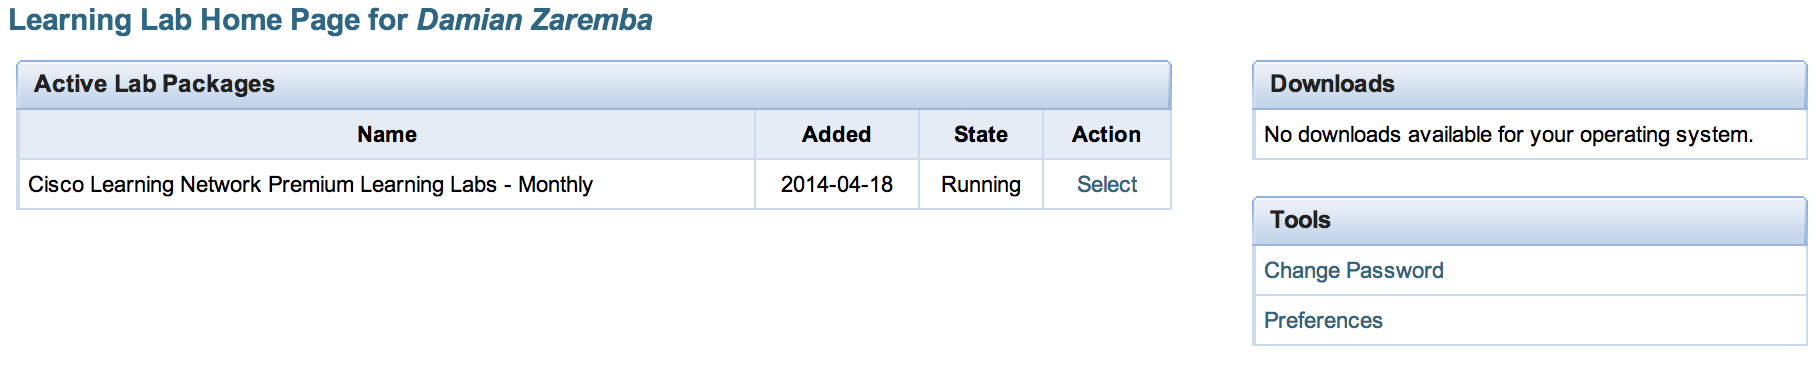 Learning Lab Home Page for Damian Zaremba
Active Lab Packages
Name Added State Action
Cisco Learning Network Premium Learning Labs - Monthly 2014-04-18 Running Select
Downloads
No downloads available for your operating system.
Tools
Change Password
Preferences